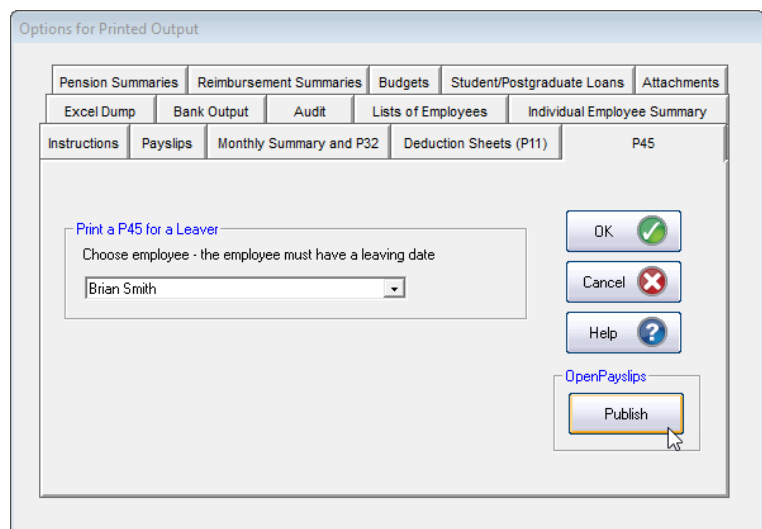 Options for Printed Output
Pension Summaries Reimbursement Summaries Budgets Student/Postgraduate Loans Attachments
Excel Dump Bank Output Audit Lists of Employees Individual Employee Summary
Instructions Payslips Monthly Summary and P32 Deduction Sheets (P11) P45
Print a P45 for a Leaver
Choose employee - the employee must have a leaving date
Brian Smith
OK
Cancel
Help
OpenPayslips
Publish